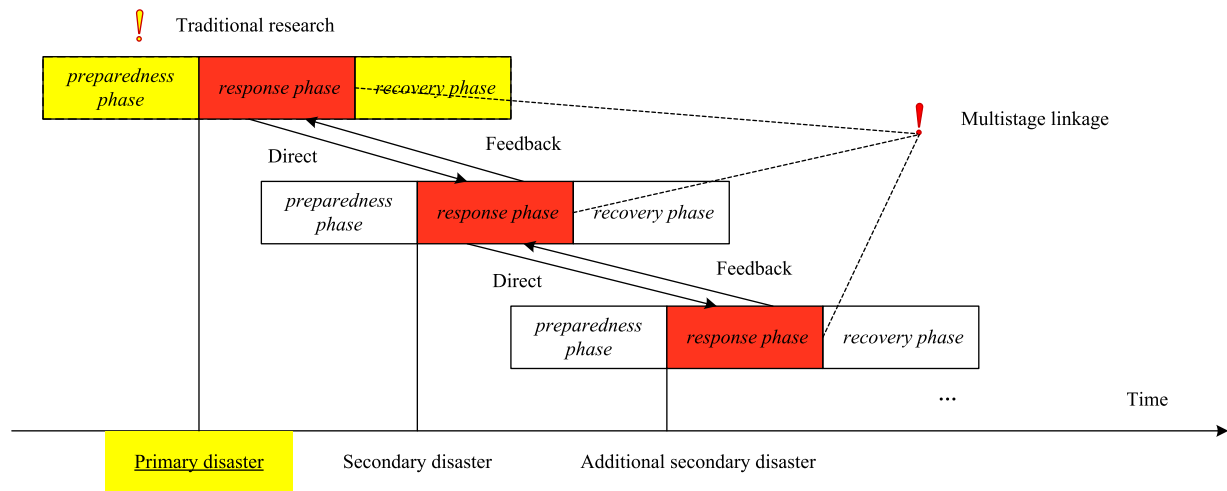 Traditional research
preparedness
phase
response phase
recovery phase
Multistage linkage
Feedback
Direct
preparedness
phase
response phase
recovery phase
Feedback
Direct
preparedness
phase
response phase
recovery phase
...
Time
Primary disaster
Secondary disaster
Additional secondary disaster